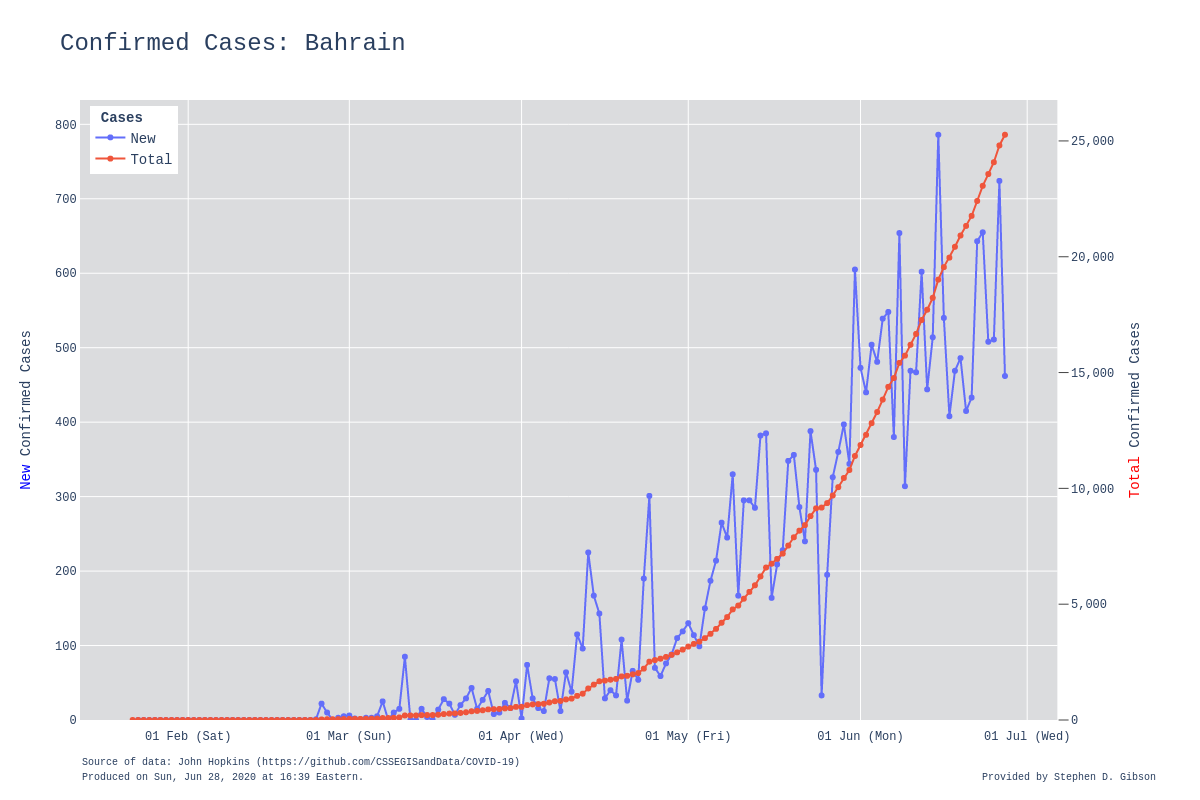 Confirmed Cases: Bahrain
Cases
New
Total
800
700
600
500
400
300
200
100
0
25,000
20,000
15,000
10,000
5,000
0
New Confirmed Cases
Total Confirmed Cases
01 Feb (Sat)
01 Mar (Sun)
01 Apr (Wed)
01 May (Fri)
01 Jun (Mon)
01 Jul (Wed)
Source of data: John Hopkins (https://github.com/CSSEGISandData/COVID-19)
Produced on Sun, Jun 28, 2020 at 16:39 Eastern.
Provided by Stephen D. Gibson